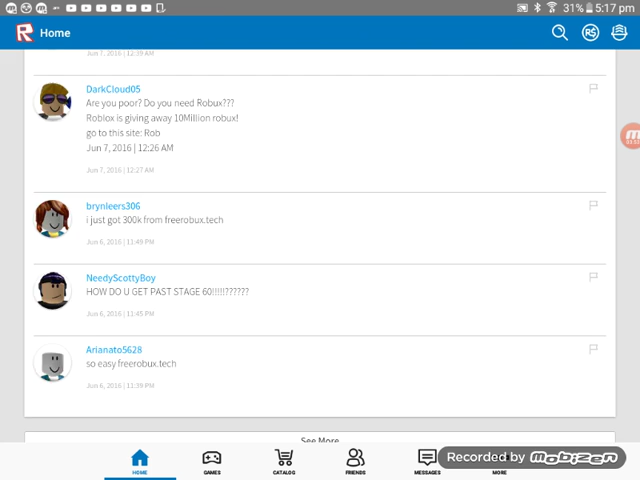 31% 5:17 pm
Home
Jun 7, 2016 | 12:39 AM
DarkCloud05
Are you poor? Do you need Robux???
Roblox is giving away 10Million robux!
go to this site: Rob
Jun 7, 2016 | 12:26 AM
Jun 7, 2016 | 12:27 AM
brynleers306
i just got 300k from freerobux.tech
Jun 6, 2016 | 11:49 PM
NeedyScottyBoy
HOW DO U GET PAST STAGE 60!!!!!??????
Jun 6, 2016 | 11:45 PM
Arianato5628
so easy freerobux.tech
Jun 6, 2016 | 11:39 PM
See More
HOME GAMES CATALOG FRIENDS MESSAGES MORE
Recorded by mobizen